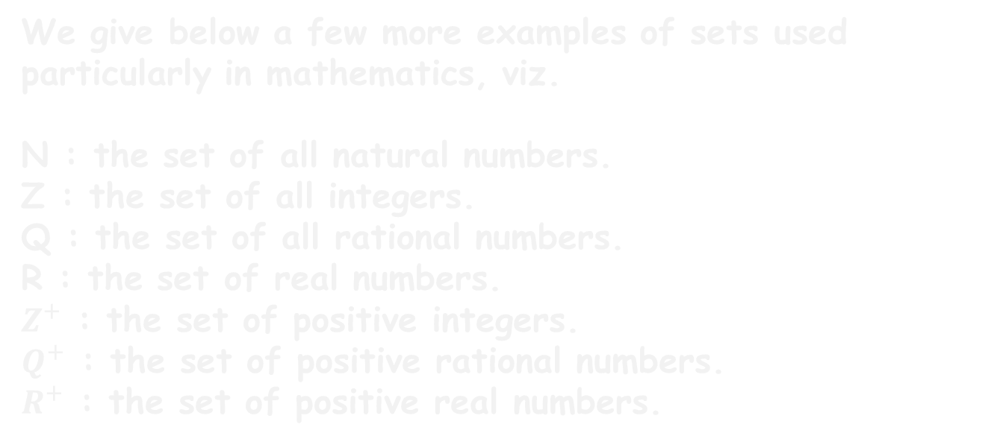 We give below a few more examples of sets used
particularly in mathematics, viz.
N : the set of all natural numbers.
Z : the set of all integers.
Q : the set of all rational numbers.
R : the set of real numbers.
Z⁺ : the set of positive integers.
Q⁺ : the set of positive rational numbers.
R⁺ : the set of positive real numbers.